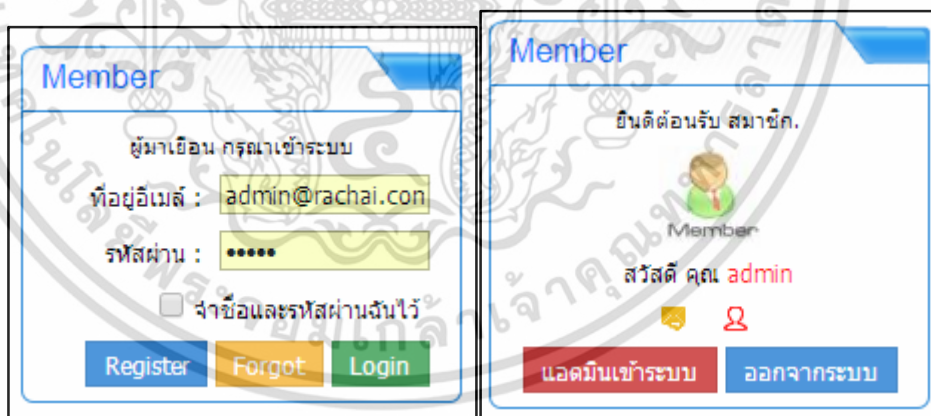 Member
ผู้มาเยือน กรุณาเข้าระบบ
ที่อยู่อีเมล์ : admin@rachai.con
รหัสผ่าน : •••••
จำชื่อและรหัสผ่านฉันไว้
Register Forgot Login
Member
ยินดีต้อนรับ สมาชิก.
Member
สวัสดี คุณ admin
แอดมินเข้าระบบ ออกจากระบบ